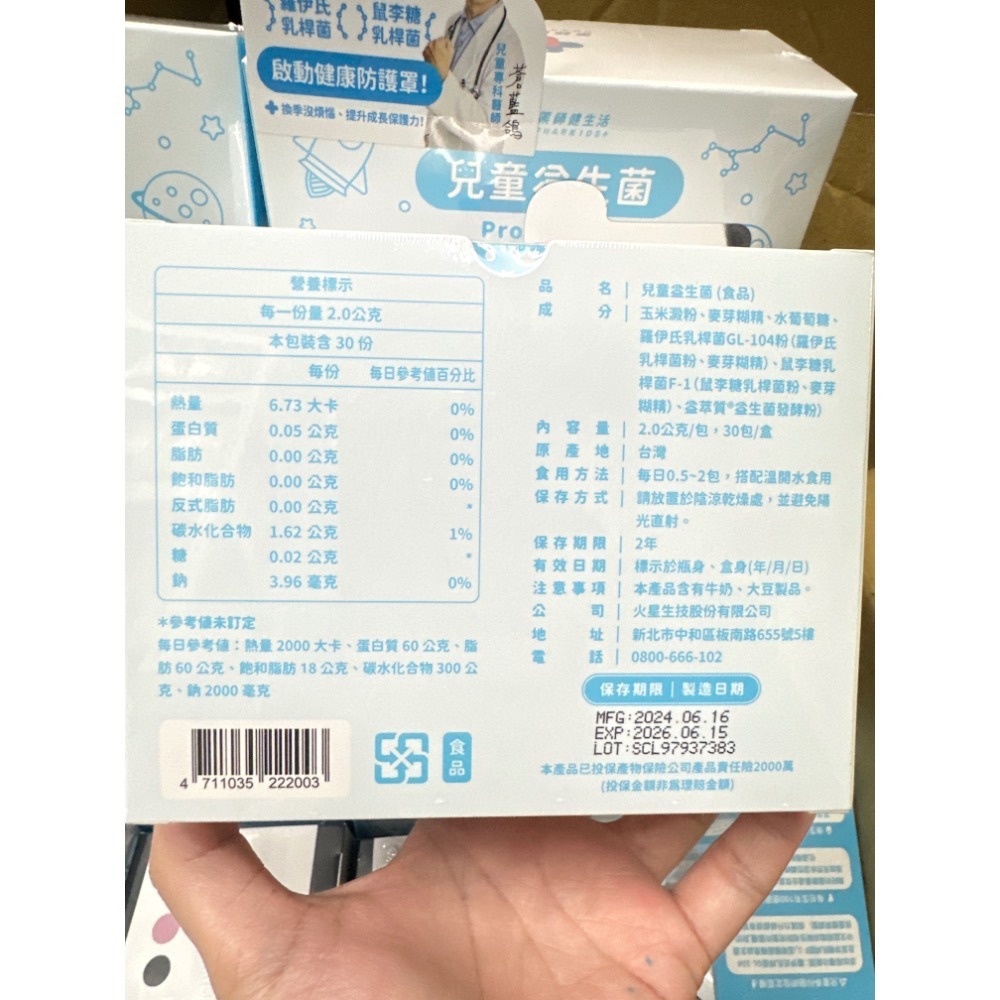 羅伊氏
乳桿菌
鼠李糖
乳桿菌
啟動健康防護罩!
換季沒煩惱、提升成長保護力!
兒童專科醫師
蒼藍鴿
藥師健生活
PHARKIDS+
兒童益生菌
Pro
營養標示
每一份量 2.0公克
本包裝含 30 份
每份 每日參考值百分比
熱量 6.73 大卡 0%
蛋白質 0.05 公克 0%
脂肪 0.00 公克 0%
飽和脂肪 0.00 公克 0%
反式脂肪 0.00 公克 *
碳水化合物 1.62 公克 1%
糖 0.02 公克 *
鈉 3.96 毫克 0%
*參考值未訂定
每日參考值：熱量 2000 大卡、蛋白質 60 公克、脂
肪 60 公克、飽和脂肪 18 公克、碳水化合物 300 公
克、鈉 2000 毫克
4 711035 222003
食品
品名｜兒童益生菌 (食品)
成分｜玉米澱粉、麥芽糊精、水葡萄糖、
羅伊氏乳桿菌GL-104粉 (羅伊氏
乳桿菌粉、麥芽糊精)、鼠李糖乳
桿菌F-1 (鼠李糖乳桿菌粉、麥芽
糊精)、益萃質®益生菌發酵粉)
內容量｜2.0公克/包，30包/盒
原產地｜台灣
食用方法｜每日0.5~2包，搭配溫開水食用
保存方式｜請放置於陰涼乾燥處，並避免陽
光直射。
保存期限｜2年
有效日期｜標示於瓶身、盒身(年/月/日)
注意事項｜本產品含有牛奶、大豆製品。
公司｜火星生技股份有限公司
地址｜新北市中和區板南路655號5樓
電話｜0800-666-102
保存期限｜製造日期
MFG:2024.06.16
EXP:2026.06.15
LOT:SCL97937383
本產品已投保產物保險公司產品責任險2000萬
(投保金額非為理賠金額)